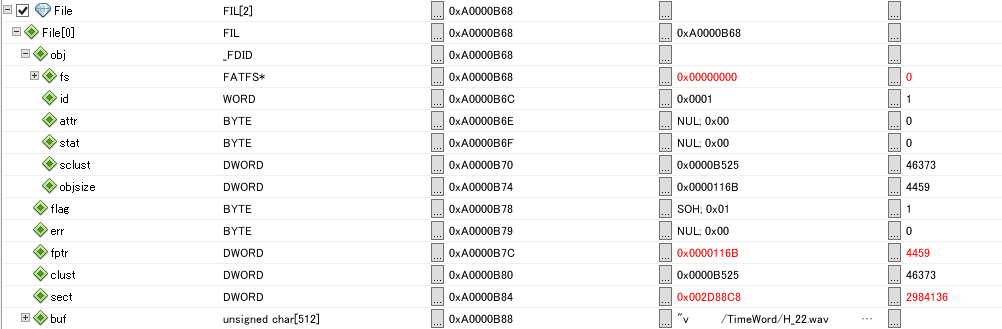 File FIL[2] ... 0xA0000B68 ... ...
File[0] FIL ... 0xA0000B68 ... 0xA0000B68 ...
obj _FDID ... 0xA0000B68 ... ...
fs FATFS* ... 0xA0000B68 ... 0x00000000 ... 0
id WORD ... 0xA0000B6C ... 0x0001 ... 1
attr BYTE ... 0xA0000B6E ... NUL; 0x00 ... 0
stat BYTE ... 0xA0000B6F ... NUL; 0x00 ... 0
sclust DWORD ... 0xA0000B70 ... 0x0000B525 ... 46373
objsize DWORD ... 0xA0000B74 ... 0x0000116B ... 4459
flag BYTE ... 0xA0000B78 ... SOH; 0x01 ... 1
err BYTE ... 0xA0000B79 ... NUL; 0x00 ... 0
fptr DWORD ... 0xA0000B7C ... 0x0000116B ... 4459
clust DWORD ... 0xA0000B80 ... 0x0000B525 ... 46373
sect DWORD ... 0xA0000B84 ... 0x002D88C8 ... 2984136
buf unsigned char[512] ... 0xA0000B88 ... "v /TimeWord/H_22.wav … ...